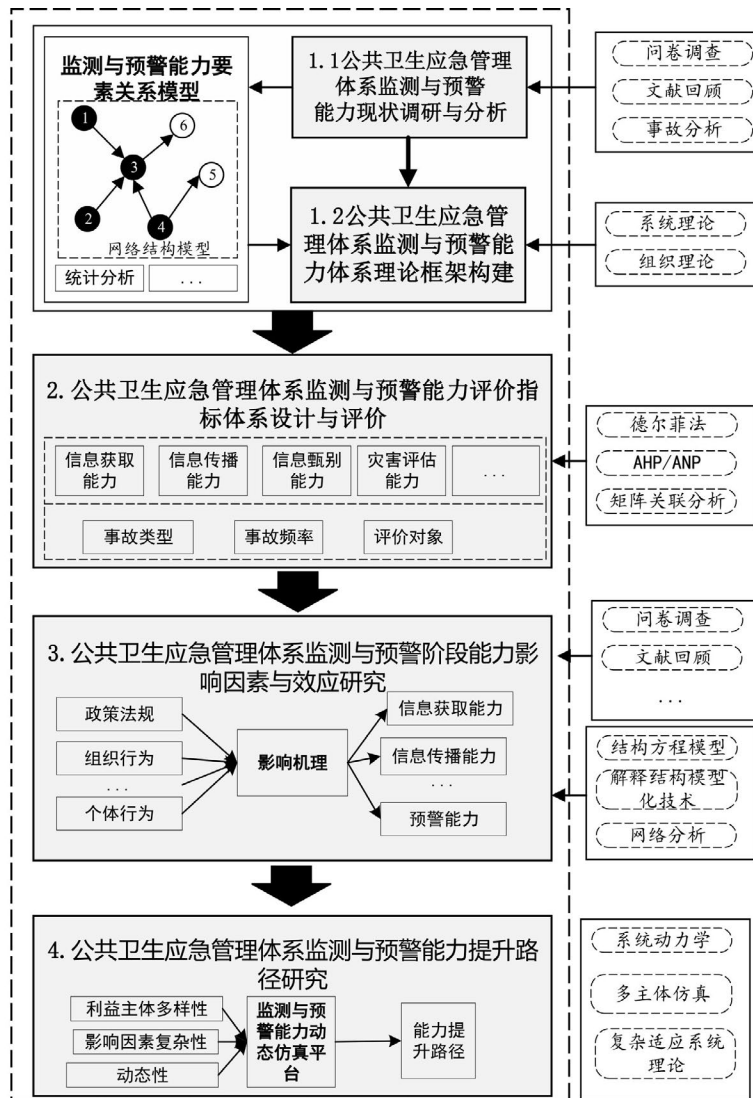 监测与预警能力要
素关系模型
1
6
3
5
2
4
网络结构模型
统计分析
...
1.1公共卫生应急管理
体系监测与预警
能力现状调研与分析
1.2公共卫生应急管
理体系监测与预警能
力体系理论框架构建
问卷调查
文献回顾
事故分析
系统理论
组织理论
2.公共卫生应急管理体系监测与预警能力评价指
标体系设计与评价
信息获取
能力
信息传播
能力
信息甄别
能力
灾害评估
能力
...
事故类型
事故频率
评价对象
德尔菲法
AHP/ANP
矩阵关联分析
3.公共卫生应急管理体系监测与预警阶段能力影
响因素与效应研究
政策法规
组织行为
...
个体行为
影响机理
信息获取能力
信息传播能力
...
预警能力
问卷调查
文献回顾
...
结构方程模型
解释结构模型
化技术
网络分析
4.公共卫生应急管理体系监测与预警能力提升路
径研究
利益主体多样性
影响因素复杂性
动态性
监测与预
警能力动
态仿真平
台
能力提
升路径
系统动力学
多主体仿真
复杂适应系统
理论